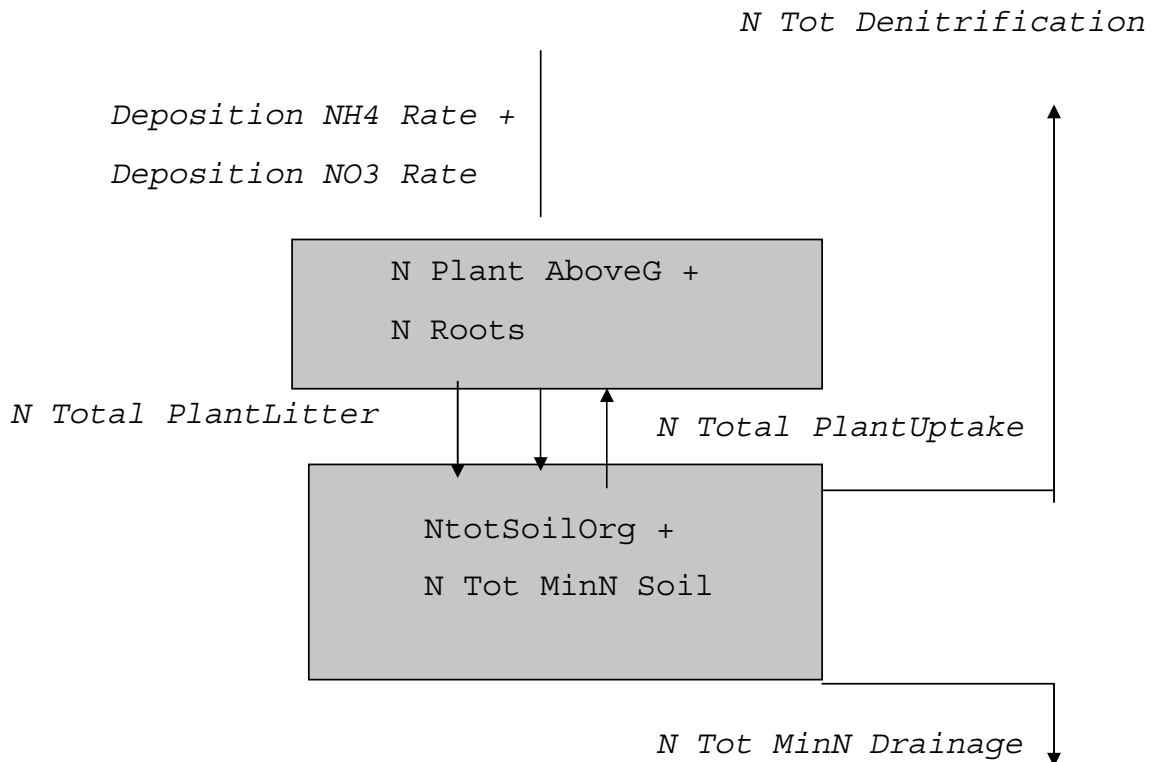 N Tot Denitrification
Deposition NH4 Rate +
Deposition NO3 Rate
N Plant AboveG +
N Roots
N Total PlantLitter
N Total PlantUptake
NtotSoilOrg +
N Tot MinN Soil
N Tot MinN Drainage